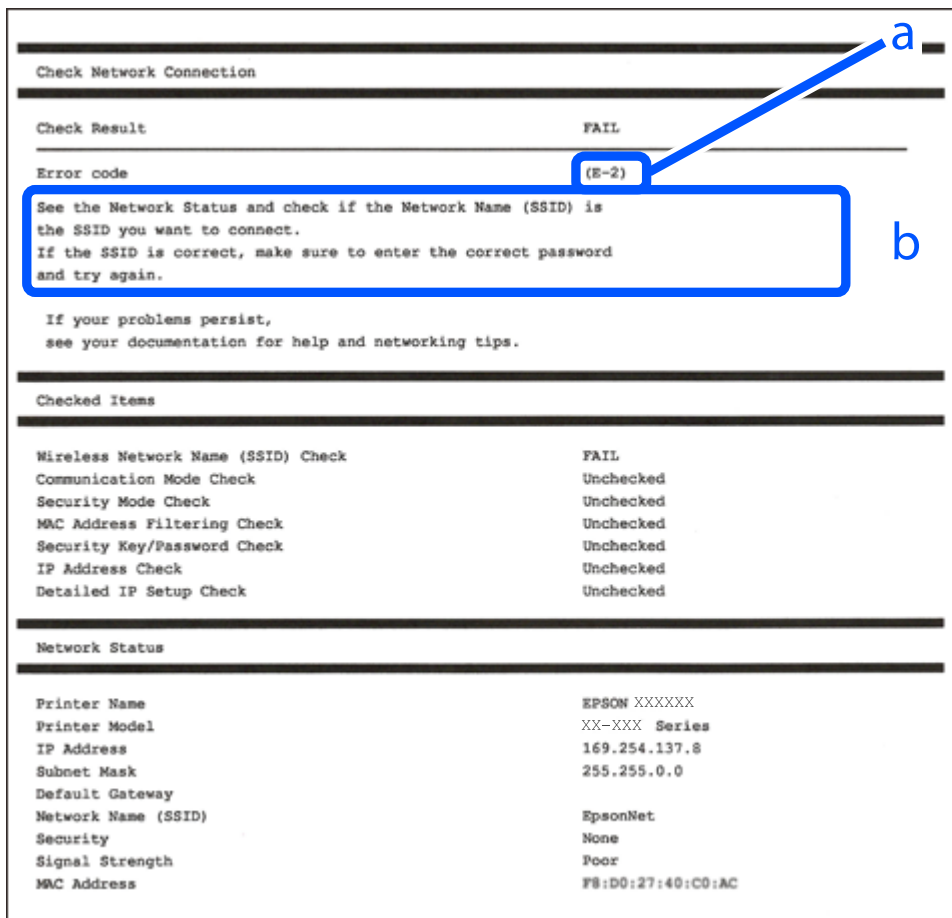 a
Check Network Connection
Check Result FAIL
Error code (E-2)
See the Network Status and check if the Network Name (SSID) is
the SSID you want to connect.
If the SSID is correct, make sure to enter the correct password
and try again.
b
If your problems persist,
see your documentation for help and networking tips.
Checked Items
Wireless Network Name (SSID) Check FAIL
Communication Mode Check Unchecked
Security Mode Check Unchecked
MAC Address Filtering Check Unchecked
Security Key/Password Check Unchecked
IP Address Check Unchecked
Detailed IP Setup Check Unchecked
Network Status
Printer Name EPSON XXXXXX
Printer Model XX-XXX Series
IP Address 169.254.137.8
Subnet Mask 255.255.0.0
Default Gateway
Network Name (SSID) EpsonNet
Security None
Signal Strength Poor
MAC Address F8:D0:27:40:C0:AC